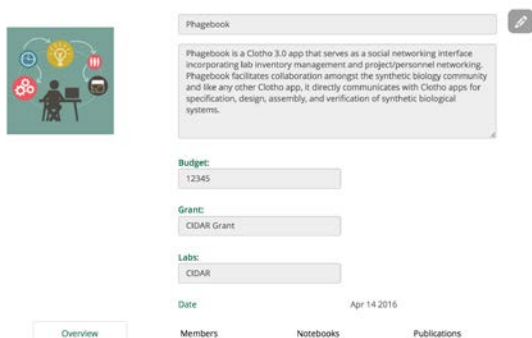 Phagebook
Phagebook is a Clotho 3.0 app that serves as a social networking interface
incorporating lab inventory management and project/personnel networking.
Phagebook facilitates collaboration amongst the synthetic biology community
and like any other Clotho app, it directly communicates with Clotho apps for
specification, design, assembly, and verification of synthetic biological
systems.
Budget:
12345
Grant:
CIDAR Grant
Labs:
CIDAR
Date Apr 14 2016
Overview Members Notebooks Publications